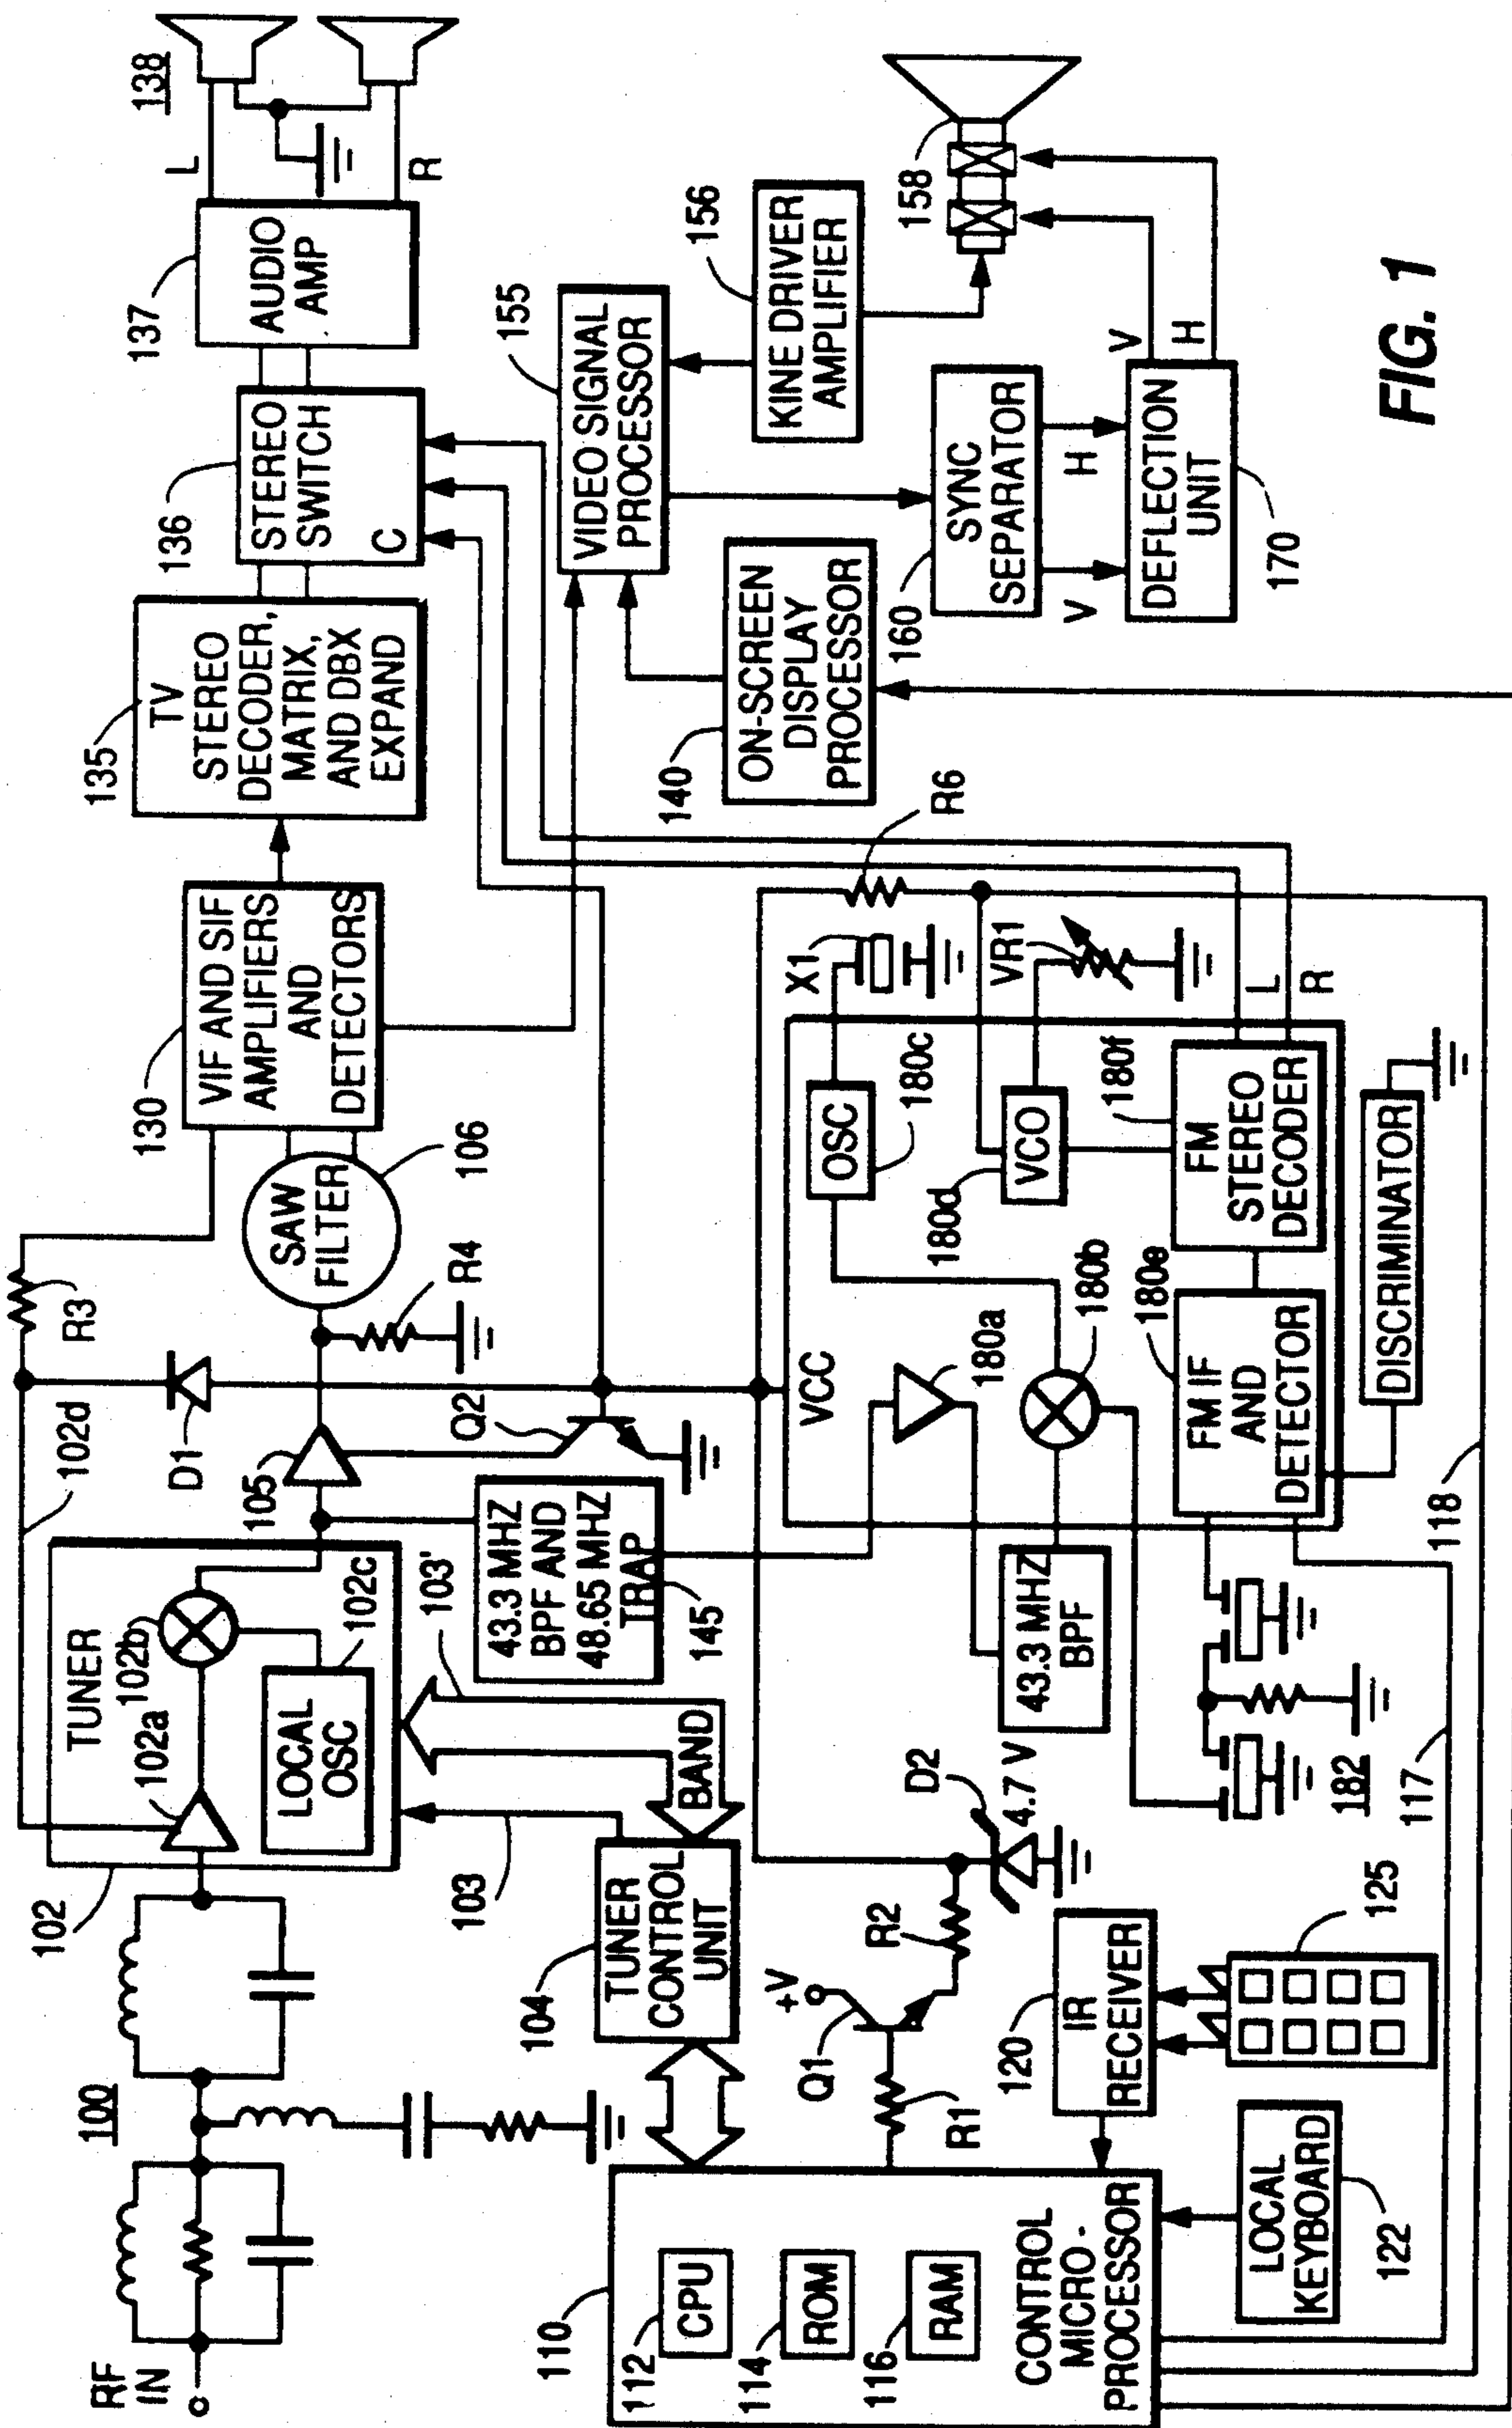 RF
IN
100
102
TUNER
102a
102b
LOCAL
OSC
102c
102d
R3
D1
105
Q2
R4
SAW
FILTER
106
130
VIF AND SIF
AMPLIFIERS
AND
DETECTORS
135
TV
STEREO
DECODER,
MATRIX,
AND DBX
EXPAND
136
STEREO
SWITCH
C
137
AUDIO
AMP
L
R
138
103
103'
BAND
104
TUNER
CONTROL
UNIT
43.3 MHZ
BPF AND
48.65 MHZ
TRAP
145
155
VIDEO SIGNAL
PROCESSOR
156
KINE DRIVER
AMPLIFIER
158
140
ON-SCREEN
DISPLAY
PROCESSOR
160
SYNC
SEPARATOR
V
H
DEFLECTION
UNIT
170
V
H
110
112
CPU
114
ROM
116
RAM
CONTROL
MICRO-
PROCESSOR
R1
Q1
+V
R2
D2
4.7 V
120
IR
RECEIVER
125
LOCAL
KEYBOARD
122
VCC
180a
180b
OSC
180c
X1
R6
VCO
180d
VR1
43.3 MHZ
BPF
180e
FM IF
AND
DETECTOR
180f
FM
STEREO
DECODER
L
R
DISCRIMINATOR
182
117
118
FIG. 1